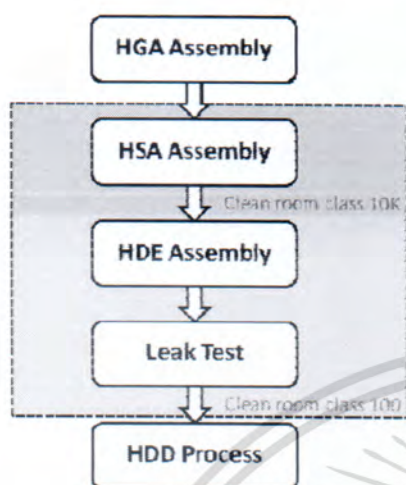 HGA Assembly
HSA Assembly
Clean room class 10K
HDE Assembly
Leak Test
Clean room class 100
HDD Process